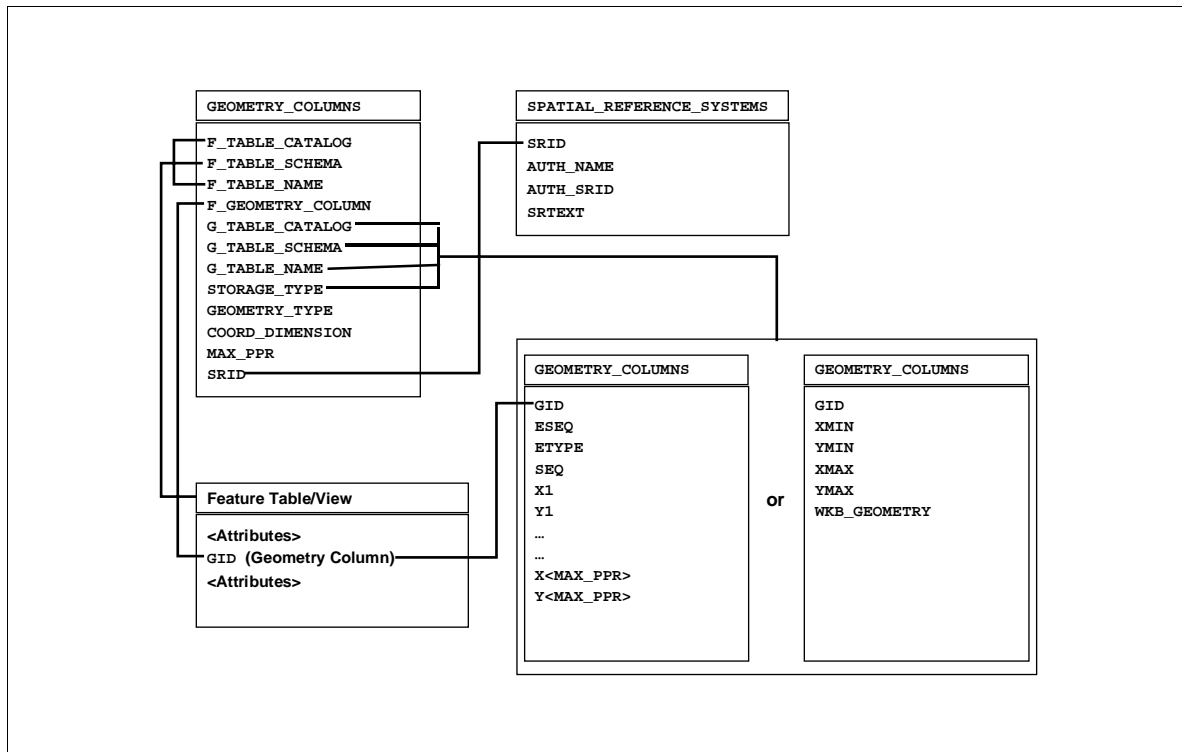 GEOMETRY_COLUMNS
F_TABLE_CATALOG
F_TABLE_SCHEMA
F_TABLE_NAME
F_GEOMETRY_COLUMN
G_TABLE_CATALOG
G_TABLE_SCHEMA
G_TABLE_NAME
STORAGE_TYPE
GEOMETRY_TYPE
COORD_DIMENSION
MAX_PPR
SRID
SPATIAL_REFERENCE_SYSTEMS
SRID
AUTH_NAME
AUTH_SRID
SRTEXT
Feature Table/View
<Attributes>
GID (Geometry Column)
<Attributes>
GEOMETRY_COLUMNS
GID
ESEQ
ETYPE
SEQ
X1
Y1
…
…
X<MAX_PPR>
Y<MAX_PPR>
or
GEOMETRY_COLUMNS
GID
XMIN
YMIN
XMAX
YMAX
WKB_GEOMETRY